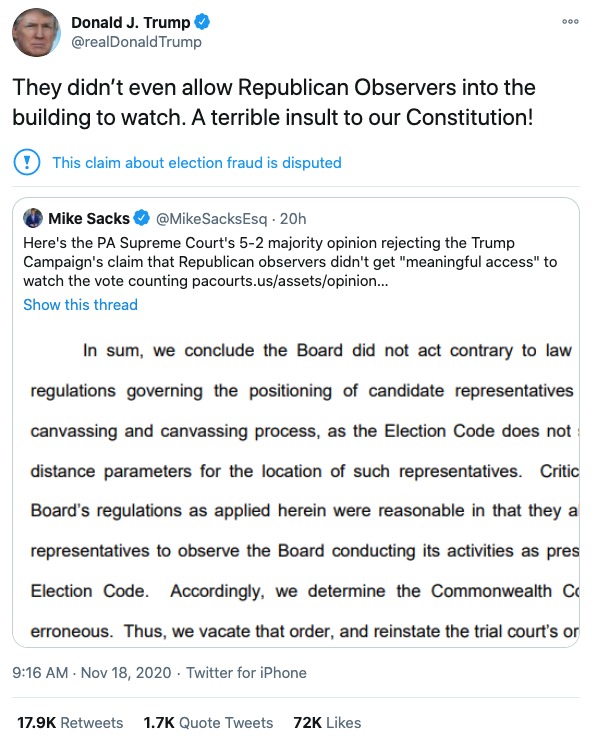 Donald J. Trump
@realDonaldTrump
They didn’t even allow Republican Observers into the
building to watch. A terrible insult to our Constitution!
This claim about election fraud is disputed
Mike Sacks @MikeSacksEsq · 20h
Here's the PA Supreme Court's 5-2 majority opinion rejecting the Trump
Campaign's claim that Republican observers didn't get "meaningful access" to
watch the vote counting pacourts.us/assets/opinion...
Show this thread
In sum, we conclude the Board did not act contrary to law
regulations governing the positioning of candidate representatives
canvassing and canvassing process, as the Election Code does not
distance parameters for the location of such representatives. Critic
Board’s regulations as applied herein were reasonable in that they a
representatives to observe the Board conducting its activities as pres
Election Code. Accordingly, we determine the Commonwealth Co
erroneous. Thus, we vacate that order, and reinstate the trial court’s or
9:16 AM · Nov 18, 2020 · Twitter for iPhone
17.9K Retweets 1.7K Quote Tweets 72K Likes